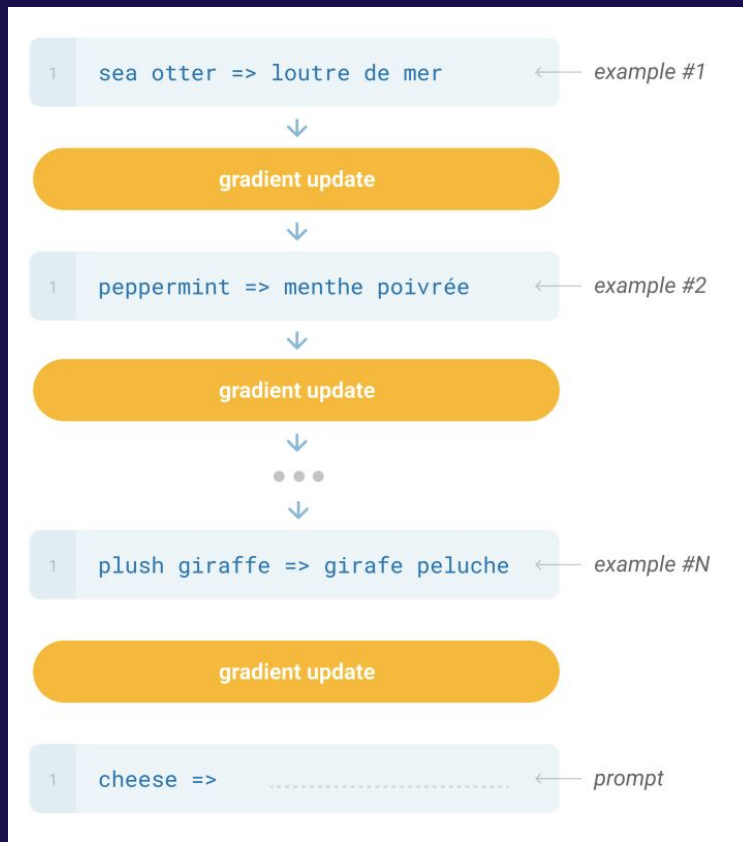 1 sea otter => loutre de mer example #1
gradient update
1 peppermint => menthe poivrée example #2
gradient update
1 plush giraffe => girafe peluche example #N
gradient update
1 cheese => prompt